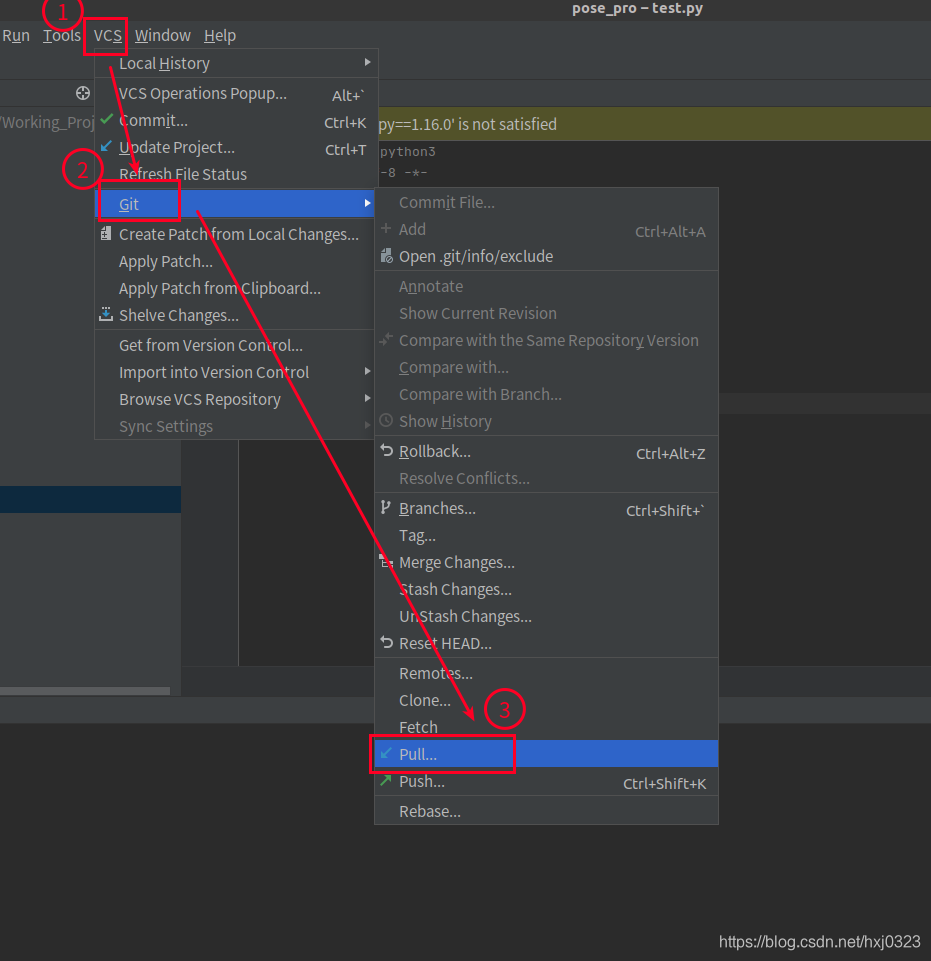 pose_pro – test.py
1
Run Tools VCS Window Help
Local History
VCS Operations Popup... Alt+`
/Working_Proj
Commit... Ctrl+K
py==1.16.0' is not satisfied
Update Project... Ctrl+T
python3
2
Refresh File Status
-8 -*-
Git
Create Patch from Local Changes...
Apply Patch...
Apply Patch from Clipboard...
Shelve Changes...
Get from Version Control...
Import into Version Control
Browse VCS Repository
Sync Settings
Commit File...
Add Ctrl+Alt+A
Open .git/info/exclude
Annotate
Show Current Revision
Compare with the Same Repository Version
Compare with...
Compare with Branch...
Show History
Rollback... Ctrl+Alt+Z
Resolve Conflicts...
Branches... Ctrl+Shift+`
Tag...
Merge Changes...
Stash Changes...
UnStash Changes...
Reset HEAD...
Remotes...
Clone...
3
Fetch
Pull...
Push... Ctrl+Shift+K
Rebase...
https://blog.csdn.net/hxj0323